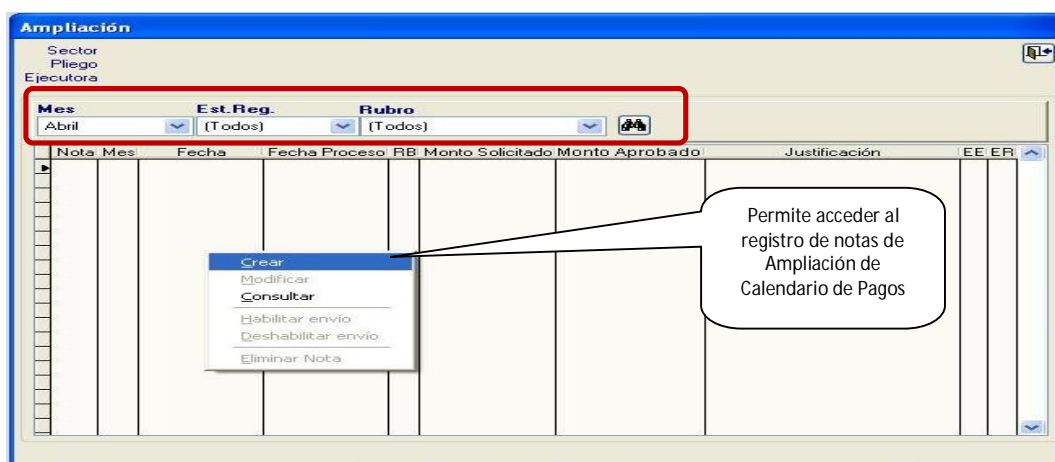 Ampliación
Sector
Pliego
Ejecutora
Mes Est.Reg. Rubro
Abril (Todos) (Todos)
Nota Mes Fecha Fecha Proceso RB Monto Solicitado Monto Aprobado Justificación EE ER
Crear
Modificar
Consultar
Habilitar envío
Deshabilitar envío
Eliminar Nota
Permite acceder al
registro de notas de
Ampliación de
Calendario de Pagos